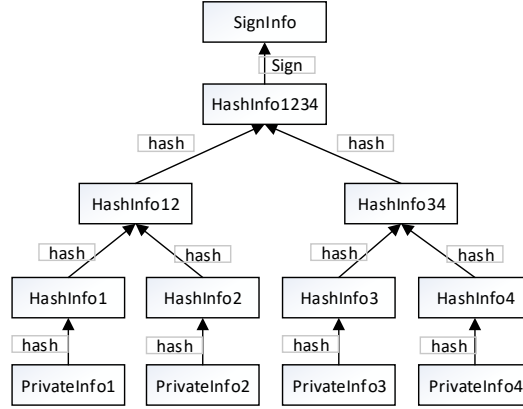 SignInfo
Sign
HashInfo1234
hash
hash
HashInfo12
HashInfo34
hash
hash
hash
hash
HashInfo1
HashInfo2
HashInfo3
HashInfo4
hash
hash
hash
hash
PrivateInfo1
PrivateInfo2
PrivateInfo3
PrivateInfo4